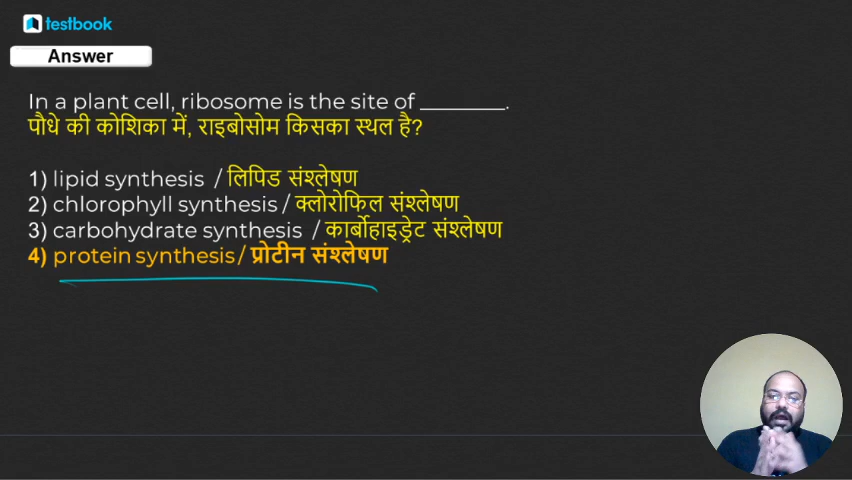 testbook
Answer
In a plant cell, ribosome is the site of ________.
पौधे की कोशिका में, राइबोसोम किसका स्थल है?
1) lipid synthesis / लिपिड संश्लेषण
2) chlorophyll synthesis / क्लोरोफिल संश्लेषण
3) carbohydrate synthesis / कार्बोहाइड्रेट संश्लेषण
4) protein synthesis / प्रोटीन संश्लेषण